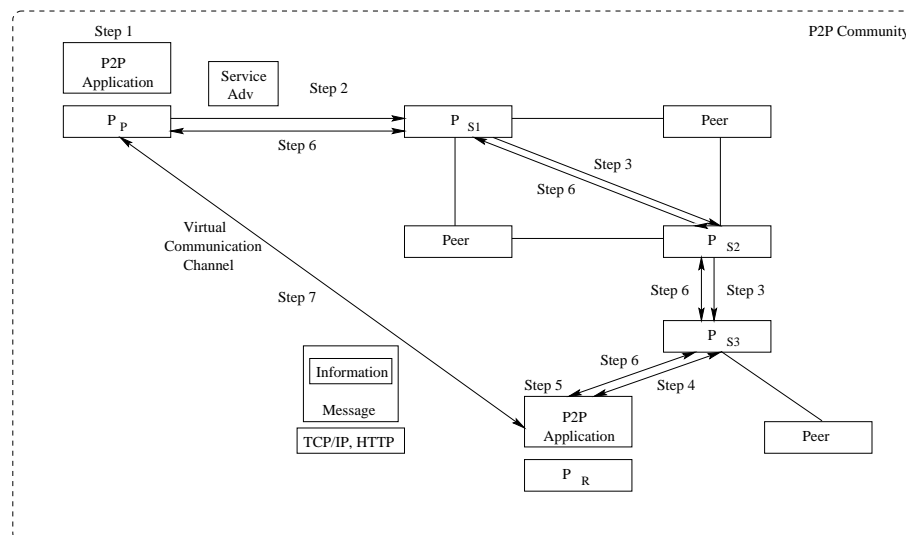 Step 1
P2P Community
P2P
Application
Service
Adv
Step 2
P P
P S1
Peer
Step 6
Step 3
Step 6
Virtual
Communication
Channel
Peer
P S2
Step 7
Step 6
Step 3
P S3
Information
Message
Step 6
Step 5
Step 4
P2P
Application
TCP/IP, HTTP
Peer
P R